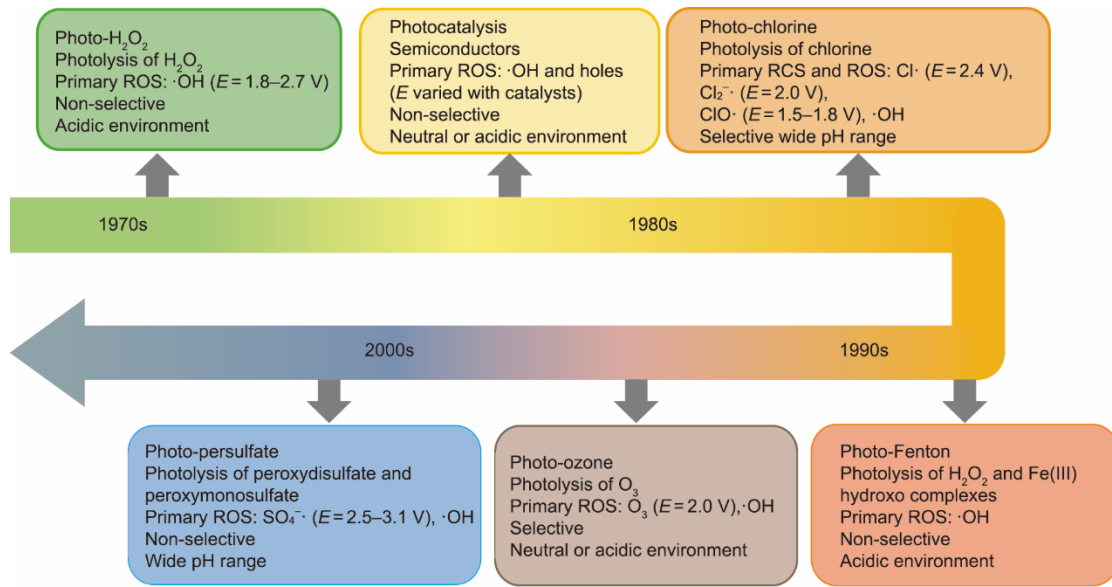 Photo-H₂O₂
Photolysis of H₂O₂
Primary ROS: ·OH (E = 1.8–2.7 V)
Non-selective
Acidic environment
Photocatalysis
Semiconductors
Primary ROS: ·OH and holes
(E varied with catalysts)
Non-selective
Neutral or acidic environment
Photo-chlorine
Photolysis of chlorine
Primary RCS and ROS: Cl· (E = 2.4 V),
Cl₂⁻· (E = 2.0 V),
ClO· (E = 1.5–1.8 V), ·OH
Selective wide pH range
1970s
1980s
2000s
1990s
Photo-persulfate
Photolysis of peroxydisulfate and
peroxymonosulfate
Primary ROS: SO₄⁻· (E = 2.5–3.1 V), ·OH
Non-selective
Wide pH range
Photo-ozone
Photolysis of O₃
Primary ROS: O₃ (E = 2.0 V),·OH
Selective
Neutral or acidic environment
Photo-Fenton
Photolysis of H₂O₂ and Fe(III)
hydroxo complexes
Primary ROS: ·OH
Non-selective
Acidic environment